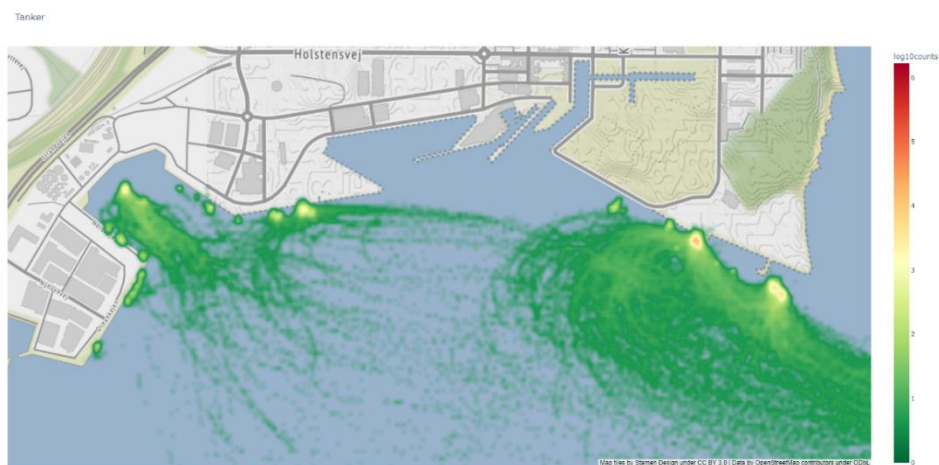 Tanker
log10counts
Holstensvej
K
6
5
4
3
2
1
0
Map tiles by Stamen Design under CC BY 3.0 | Data by OpenStreetMap contributors under ODbL